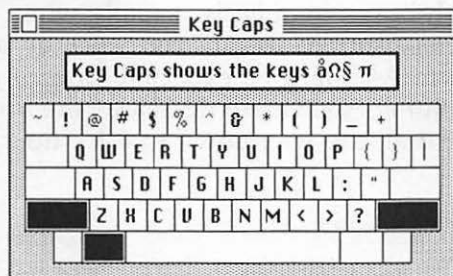 Key Caps
Key Caps shows the keys åΩ§ π
~ ! @ # $ % ^ & * ( ) _ +
Q W E R T Y U I O P { } |
A S D F G H J K L : "
Z X C V B N M < > ?